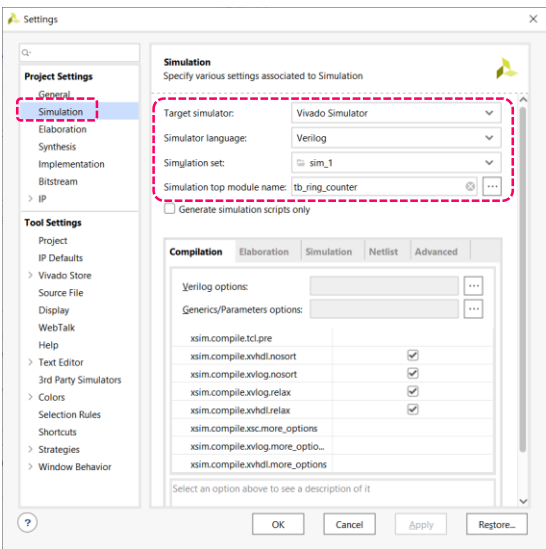 Settings
Q-
Project Settings
General
Simulation
Elaboration
Synthesis
Implementation
Bitstream
> IP
Tool Settings
Project
IP Defaults
> Vivado Store
Source File
Display
WebTalk
Help
> Text Editor
3rd Party Simulators
> Colors
Selection Rules
Shortcuts
> Strategies
> Window Behavior
Simulation
Specify various settings associated to Simulation
Target simulator: Vivado Simulator
Simulator language: Verilog
Simulation set: sim_1
Simulation top module name: tb_ring_counter ...
Generate simulation scripts only
Compilation Elaboration Simulation Netlist Advanced
Verilog options: ...
Generics/Parameters options: ...
xsim.compile.tcl.pre
xsim.compile.xvhdl.nosort
xsim.compile.xvlog.nosort
xsim.compile.xvlog.relax
xsim.compile.xvhdl.relax
xsim.compile.xsc.more_options
xsim.compile.xvlog.more_optio...
xsim.compile.xvhdl.more_options
Select an option above to see a description of it
? OK Cancel Apply Restore...